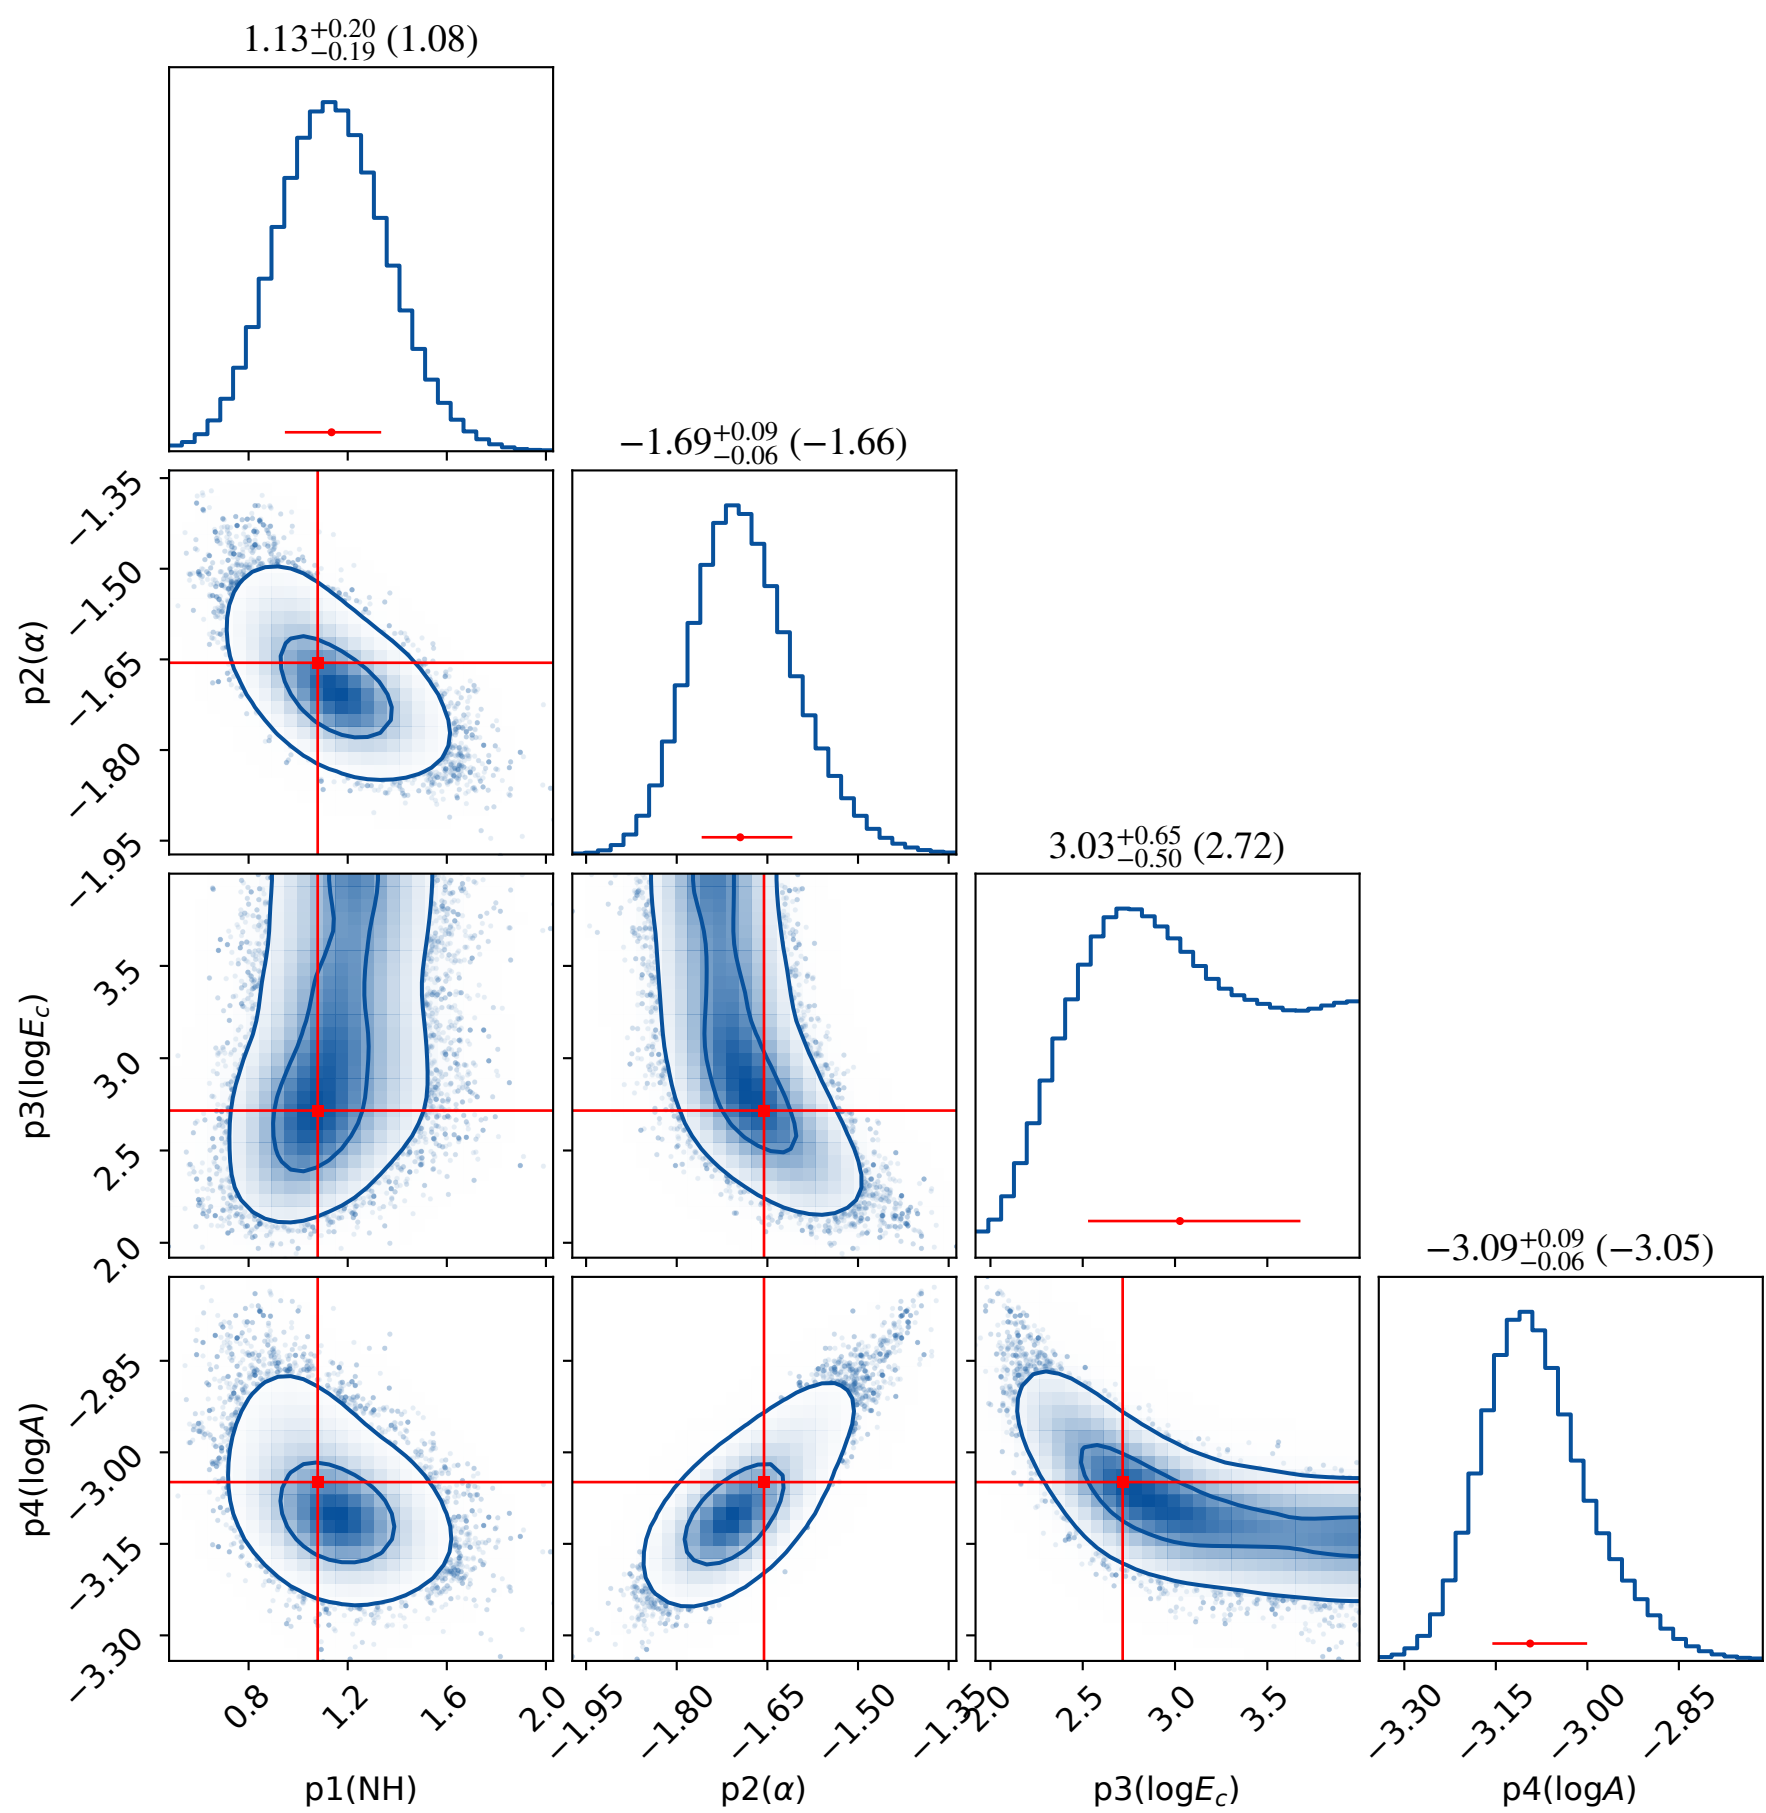 1.13+0.20−0.19 (1.08)
−1.69+0.09−0.06 (−1.66)
−1.35
−1.50
−1.65
−1.80
−1.95
p2(α)
3.03+0.65−0.50 (2.72)
3.5
3.0
2.5
2.0
p3(logEc)
−3.09+0.09−0.06 (−3.05)
−2.85
−3.00
−3.15
−3.30
p4(logA)
0.8 1.2 1.6 2.0
−1.95 −1.80 −1.65 −1.50 −1.35
2.0 2.5 3.0 3.5
−3.30 −3.15 −3.00 −2.85
p1(NH) p2(α) p3(logEc) p4(logA)